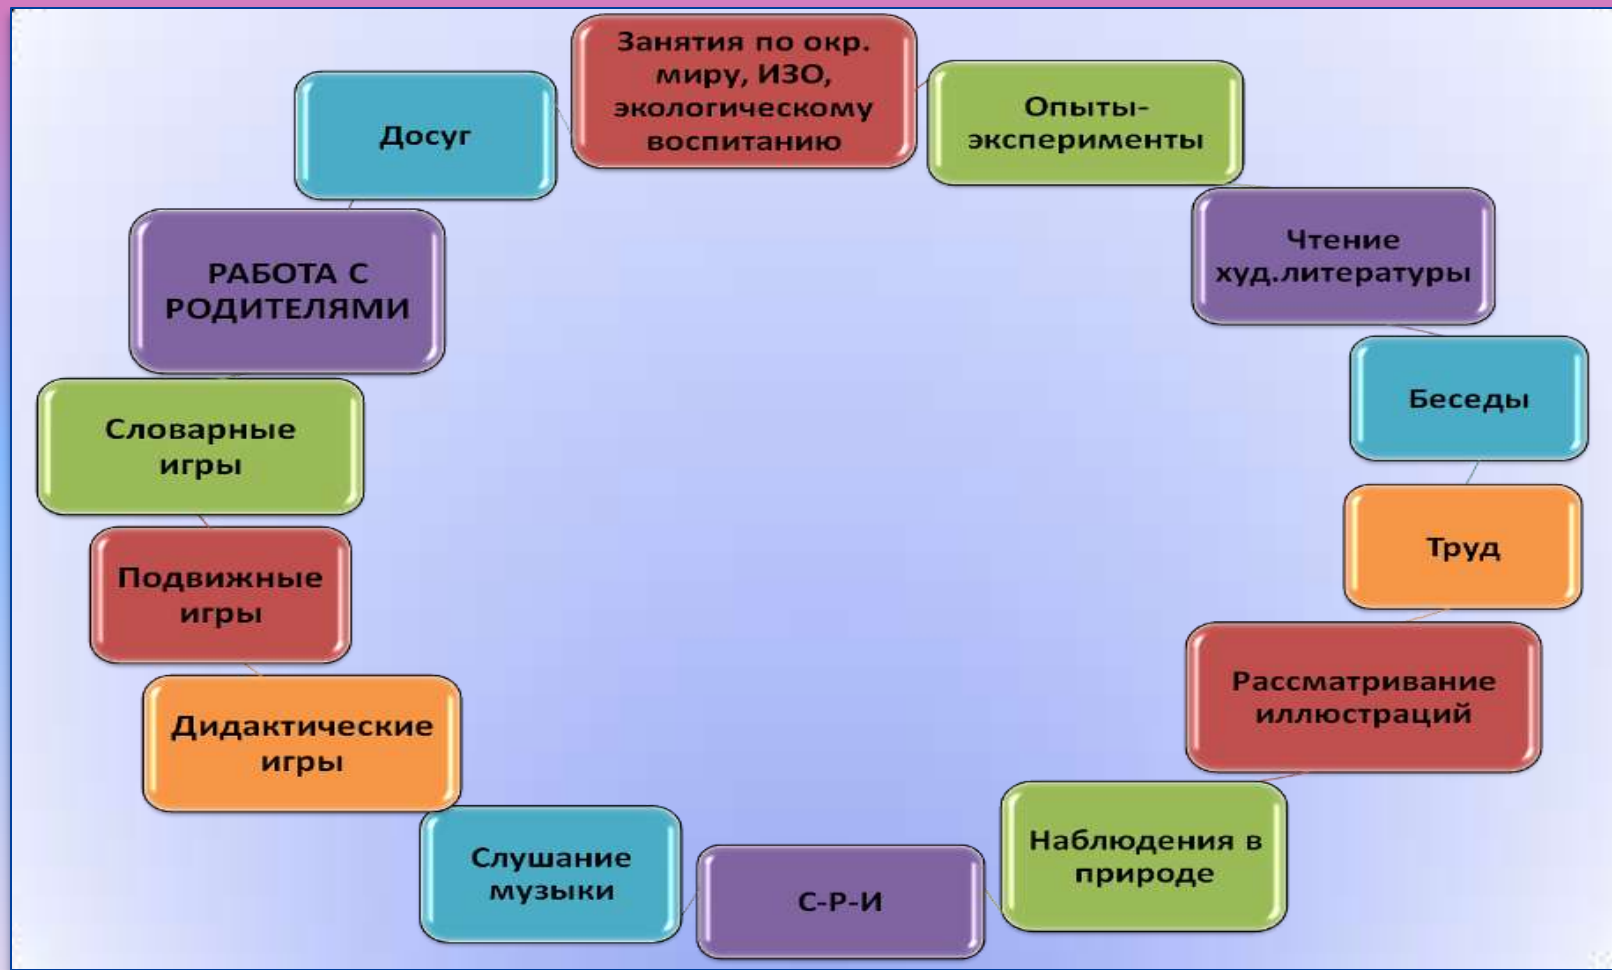 Занятия по окр.
миру, ИЗО,
экологическому
воспитанию
Опыты-
эксперименты
Чтение
худ.литературы
Беседы
Труд
Рассматривание
иллюстраций
Наблюдения в
природе
С-Р-И
Слушание
музыки
Дидактические
игры
Подвижные
игры
Словарные
игры
РАБОТА С
РОДИТЕЛЯМИ
Досуг